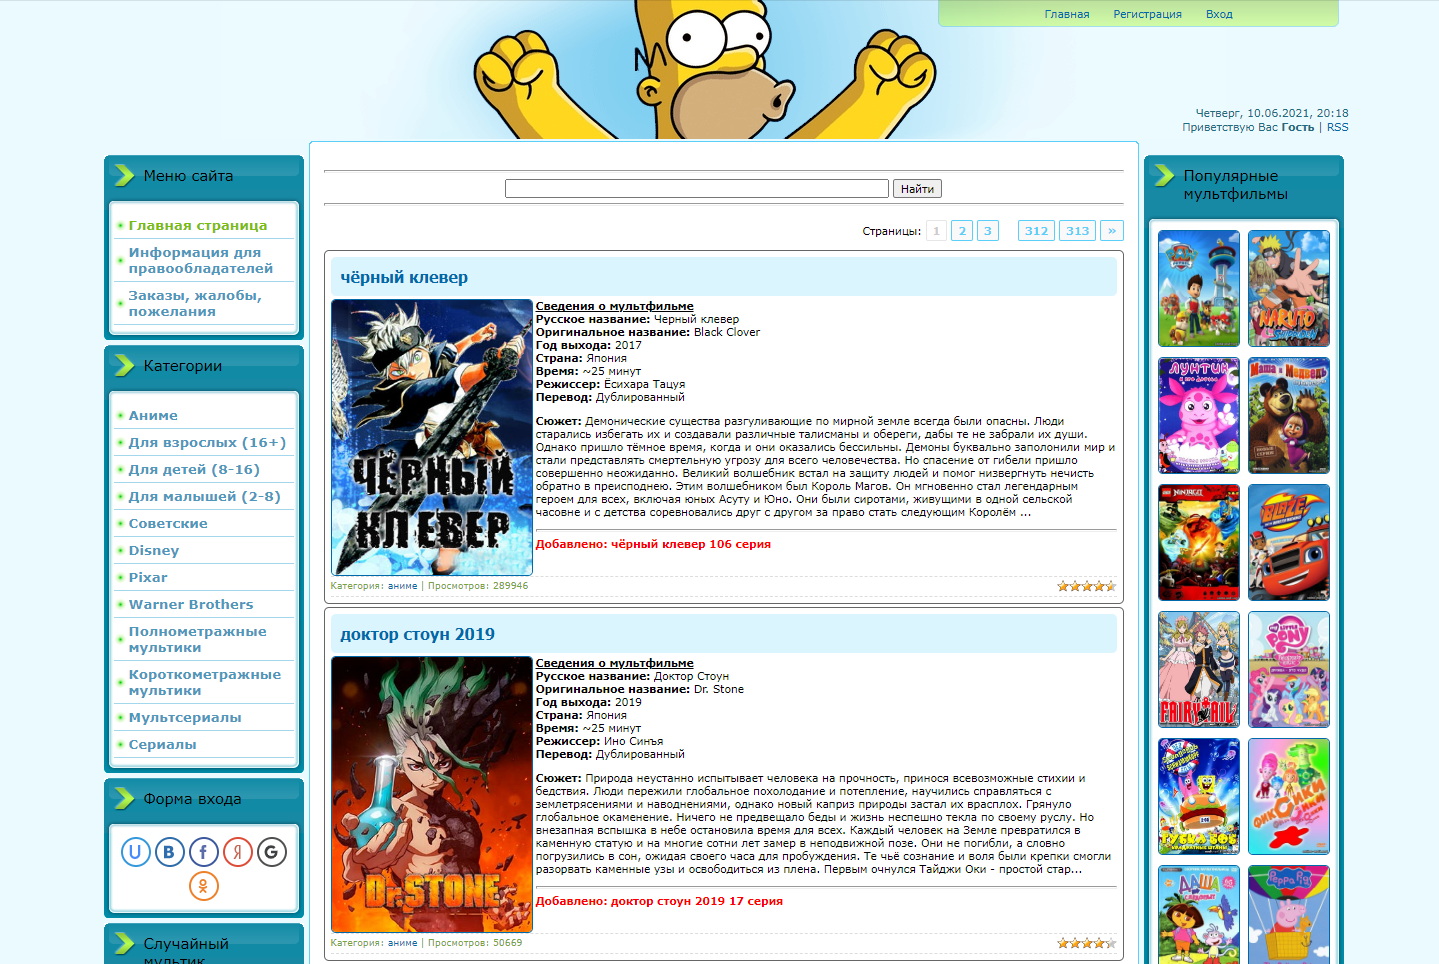 Главная Регистрация Вход
Четверг, 10.06.2021, 20:18
Приветствую Вас Гость | RSS
Меню сайта
Главная страница
Информация для
правообладателей
Заказы, жалобы,
пожелания
Категории
Аниме
Для взрослых (16+)
Для детей (8-16)
Для малышей (2-8)
Советские
Disney
Pixar
Warner Brothers
Полнометражные
мультики
Короткометражные
мультики
Мультсериалы
Сериалы
Форма входа
Случайный
мультик
Найти
Страницы: 1 2 3 312 313 »
чёрный клевер
ЧЁРНЫЙ
КЛЕВЕР
Сведения о мультфильме
Русское название: Черный клевер
Оригинальное название: Black Clover
Год выхода: 2017
Страна: Япония
Время: ~25 минут
Режиссер: Ёсихара Тацуя
Перевод: Дублированный
Сюжет: Демонические существа разгуливающие по мирной земле всегда были опасны. Люди
старались избегать их и создавали различные талисманы и обереги, дабы те не забрали их души.
Однако пришло тёмное время, когда и они оказались бессильны. Демоны буквально заполонили мир и
стали представлять смертельную угрозу для всего человечества. Но спасение от гибели пришло
совершенно неожиданно. Великий волшебник встал на защиту людей и помог низвергнуть нечисть
обратно в преисподнею. Этим волшебником был Король Магов. Он мгновенно стал легендарным
героем для всех, включая юных Асуту и Юно. Они были сиротами, живущими в одной сельской
часовне и с детства соревновались друг с другом за право стать следующим Королём ...
Добавлено: чёрный клевер 106 серия
Категория: аниме | Просмотров: 289946
доктор стоун 2019
Dr.STONE
Сведения о мультфильме
Русское название: Доктор Стоун
Оригинальное название: Dr. Stone
Год выхода: 2019
Страна: Япония
Время: ~25 минут
Режиссер: Ино Синъя
Перевод: Дублированный
Сюжет: Природа неустанно испытывает человека на прочность, принося всевозможные стихии и
бедствия. Люди пережили глобальное похолодание и потепление, научились справляться с
землетрясениями и наводнениями, однако новый каприз природы застал их врасплох. Грянуло
глобальное окаменение. Ничего не предвещало беды и жизнь неспешно текла по своему руслу. Но
внезапная вспышка в небе остановила время для всех. Каждый человек на Земле превратился в
каменную статую и на многие сотни лет замер в неподвижной позе. Они не погибли, а словно
погрузились в сон, ожидая своего часа для пробуждения. Те чьё сознание и воля были крепки смогли
разорвать каменные узы и освободиться из плена. Первым очнулся Тайджи Оки - простой стар...
Добавлено: доктор стоун 2019 17 серия
Категория: аниме | Просмотров: 50669
Популярные
мультфильмы
NARUTO
ЛУНТИК
Маша и Медведь
NINJAGO
BLAZE
FAIRY TAIL
LITTLE
PONY
ДАША
Peppa Pig